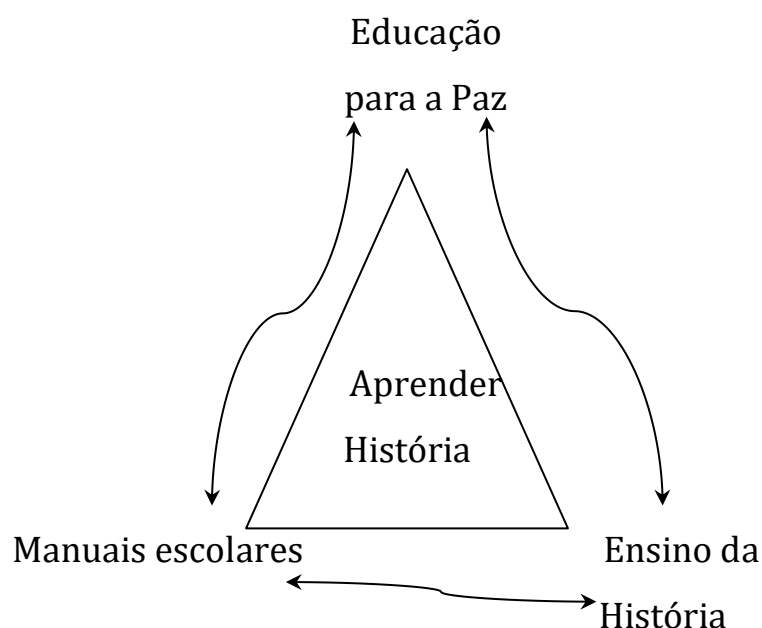 Educação
para a Paz
Aprender
História
Manuais escolares
Ensino da
História